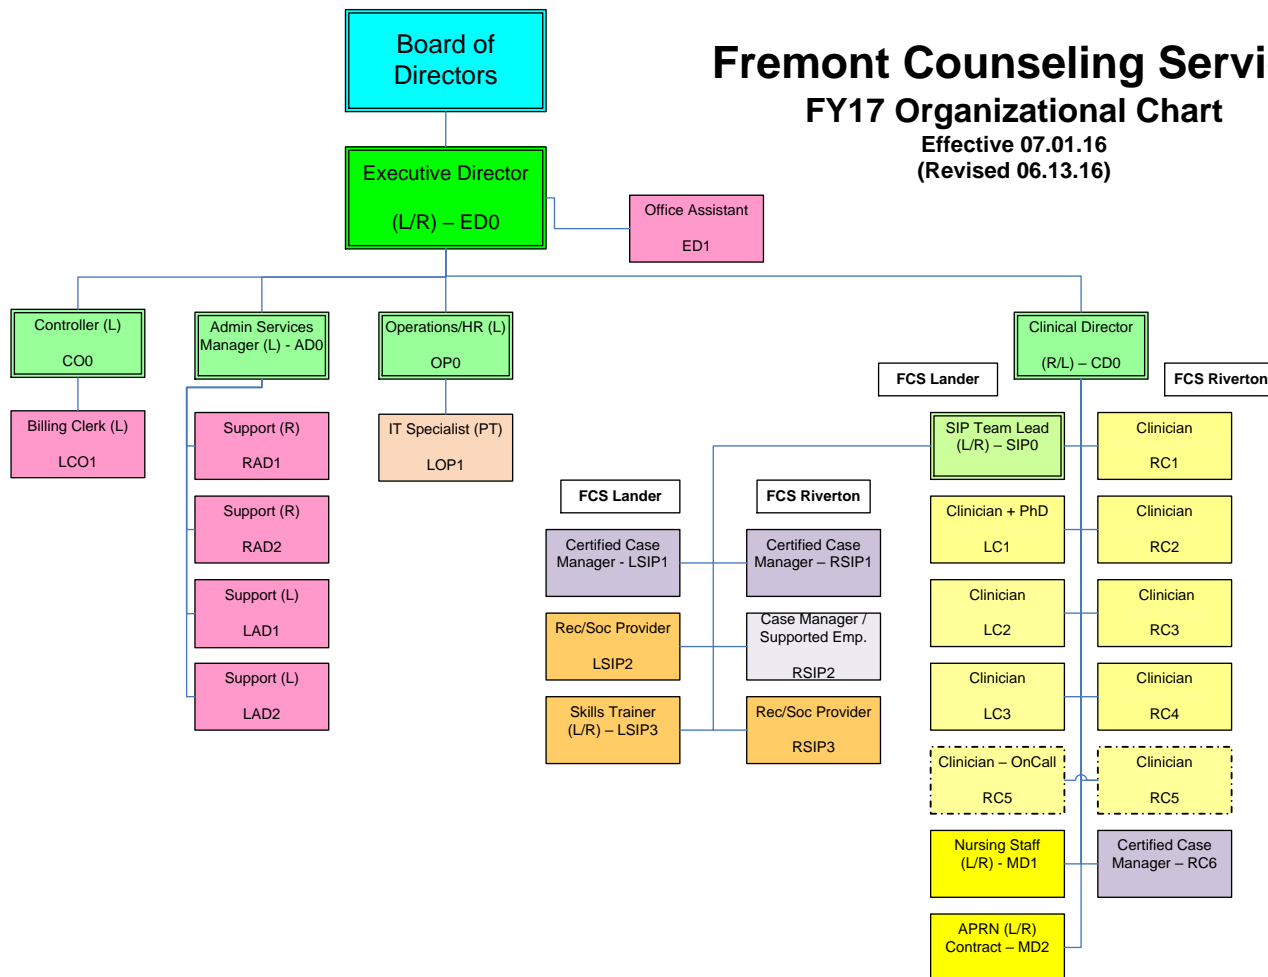 Board of
Directors
Fremont Counseling Servi
FY17 Organizational Chart
Effective 07.01.16
(Revised 06.13.16)
Executive Director
(L/R) – ED0
Office Assistant
ED1
Controller (L)
CO0
Admin Services
Manager (L) - AD0
Operations/HR (L)
OP0
Clinical Director
(R/L) – CD0
FCS Lander
FCS Riverton
Billing Clerk (L)
LCO1
Support (R)
RAD1
IT Specialist (PT)
LOP1
SIP Team Lead
(L/R) – SIP0
Clinician
RC1
FCS Lander
FCS Riverton
Support (R)
RAD2
Clinician + PhD
LC1
Clinician
RC2
Certified Case
Manager - LSIP1
Certified Case
Manager – RSIP1
Support (L)
LAD1
Clinician
LC2
Clinician
RC3
Rec/Soc Provider
LSIP2
Case Manager /
Supported Emp.
RSIP2
Support (L)
LAD2
Clinician
LC3
Clinician
RC4
Skills Trainer
(L/R) – LSIP3
Rec/Soc Provider
RSIP3
Clinician – OnCall
RC5
Clinician
RC5
Nursing Staff
(L/R) - MD1
Certified Case
Manager – RC6
APRN (L/R)
Contract – MD2